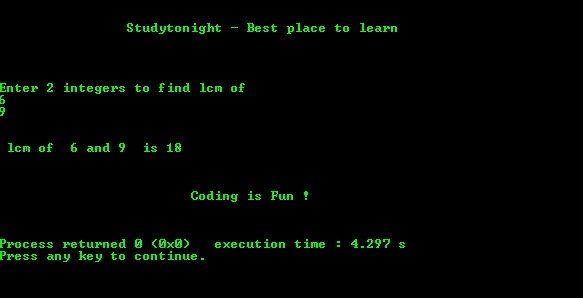 Studytonight - Best place to learn
Enter 2 integers to find lcm of
6
9
lcm of  6 and 9  is 18
Coding is Fun !
Process returned 0 (0x0)   execution time : 4.297 s
Press any key to continue.